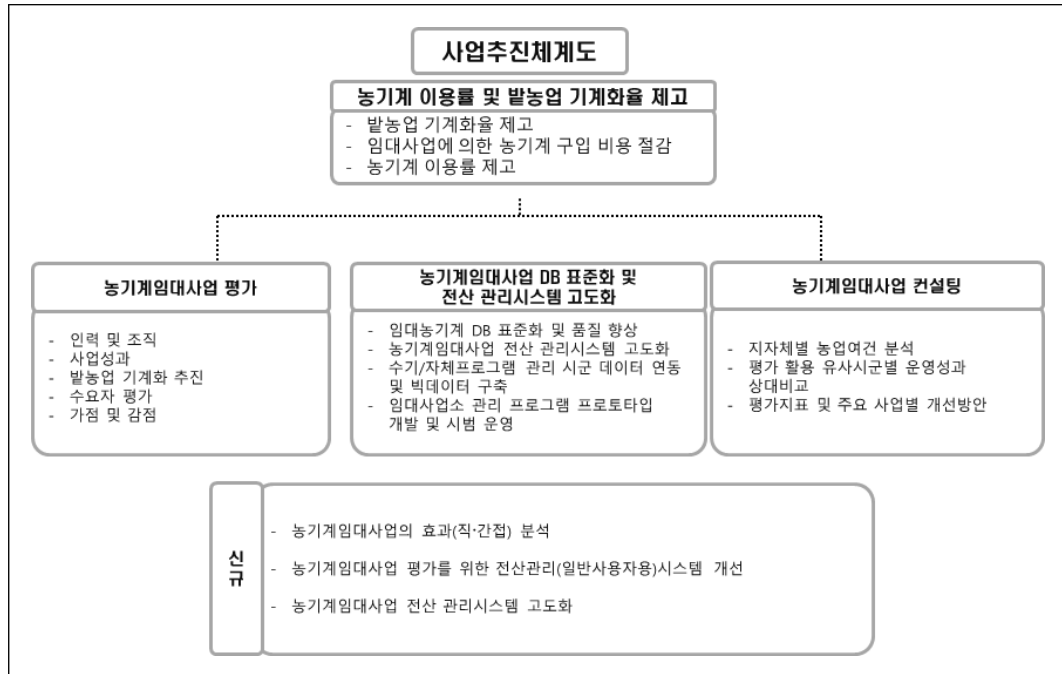 사업추진체계도
농기계 이용률 및 밭농업 기계화율 제고
- 밭농업 기계화율 제고
- 임대사업에 의한 농기계 구입 비용 절감
- 농기계 이용률 제고
농기계임대사업 평가
- 인력 및 조직
- 사업성과
- 밭농업 기계화 추진
- 수요자 평가
- 가점 및 감점
농기계임대사업 DB 표준화 및
전산 관리시스템 고도화
- 임대농기계 DB 표준화 및 품질 향상
- 농기계임대사업 전산 관리시스템 고도화
- 수기/자체프로그램 관리 시군 데이터 연동
및 빅데이터 구축
- 임대사업소 관리 프로그램 프로토타입
개발 및 시범 운영
농기계임대사업 컨설팅
- 지자체별 농업여건 분석
- 평가 활용 유사시군별 운영성과
상대비교
- 평가지표 및 주요 사업별 개선방안
신규
- 농기계임대사업의 효과(직·간접) 분석
- 농기계임대사업 평가를 위한 전산관리(일반사용자용)시스템 개선
- 농기계임대사업 전산 관리시스템 고도화